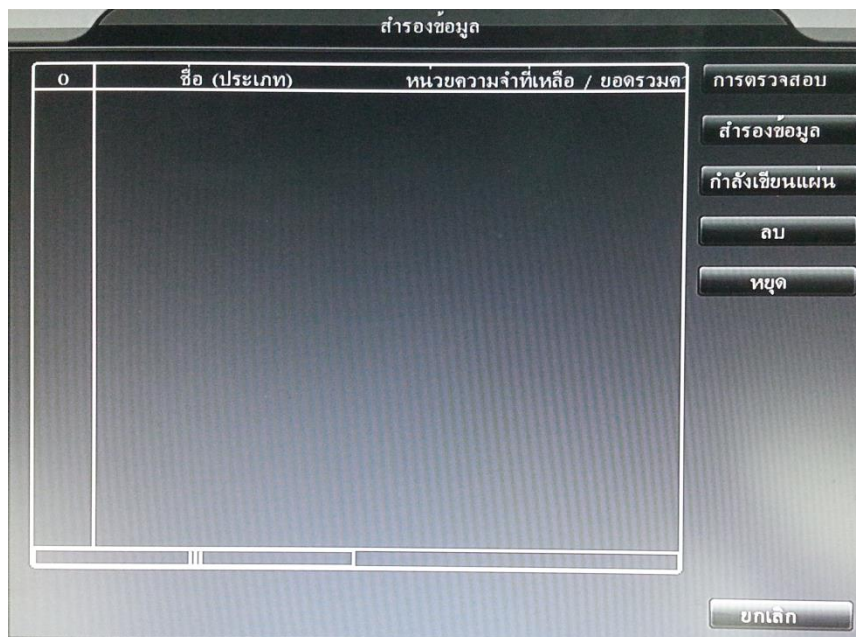 สำรองข้อมูล
0 ชื่อ (ประเภท) หน่วยความจำที่เหลือ / ยอดรวมคว
การตรวจสอบ
สำรองข้อมูล
กำลังเขียนแผ่น
ลบ
หยุด
ยกเลิก